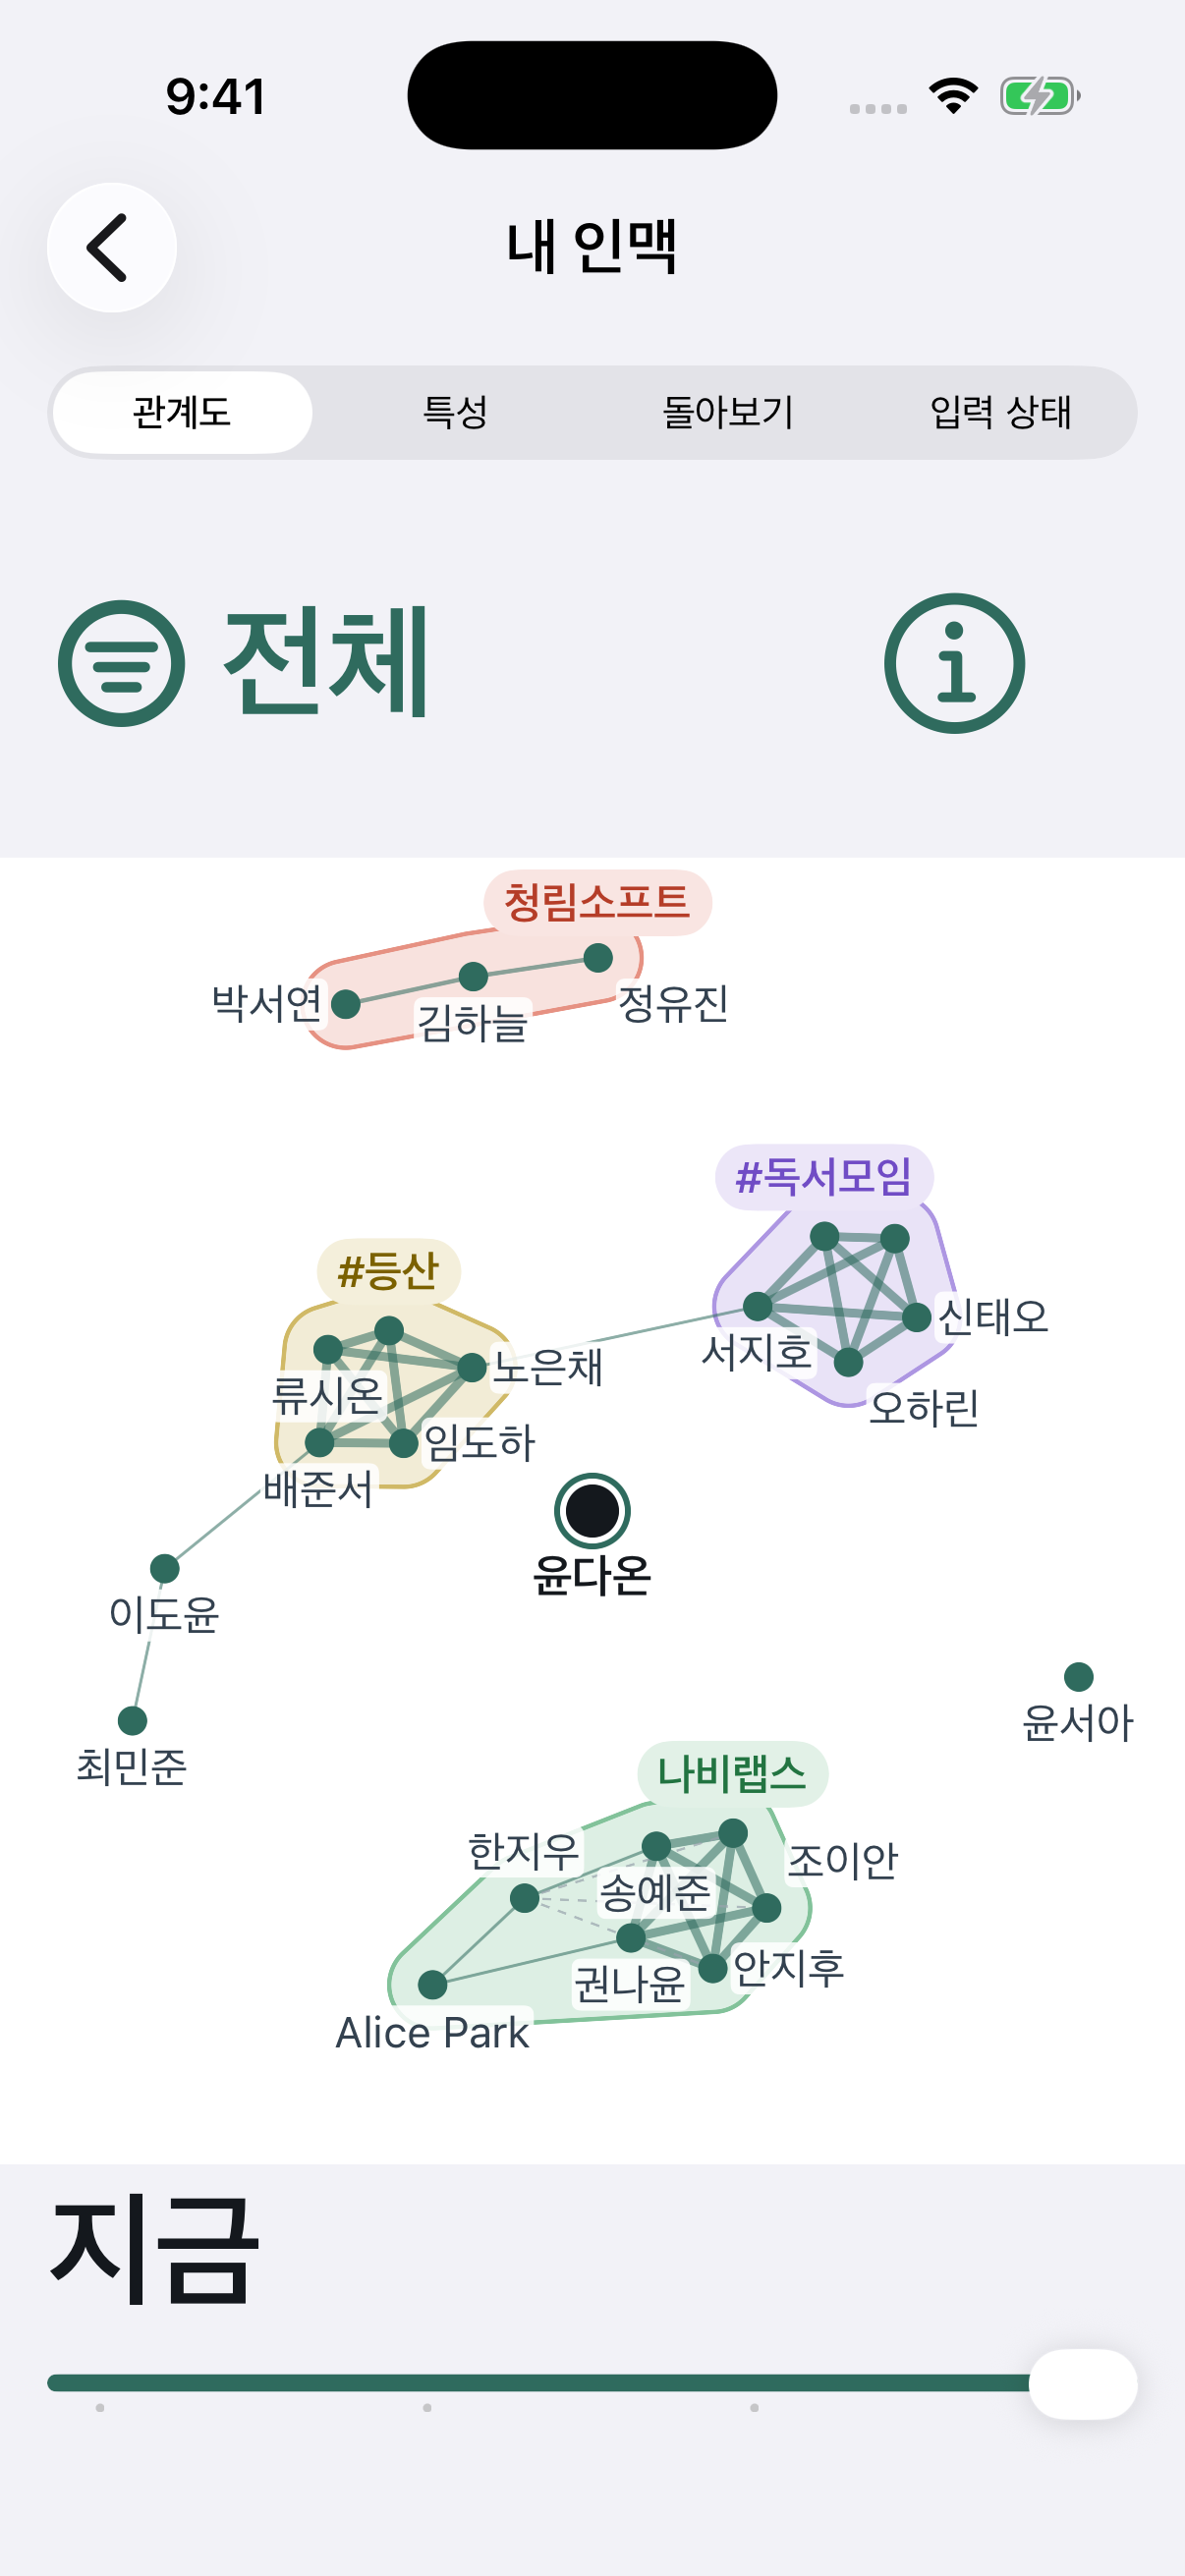 9:41
내 인맥
관계도
특성
돌아보기
입력 상태
전체
청림소프트
박서연
김하늘
정유진
#독서모임
#등산
서지호
신태오
류시온
노은채
오하린
임도하
배준서
윤다온
이도윤
윤서아
최민준
나비랩스
한지우
조이안
송예준
안지후
권나윤
Alice Park
지금